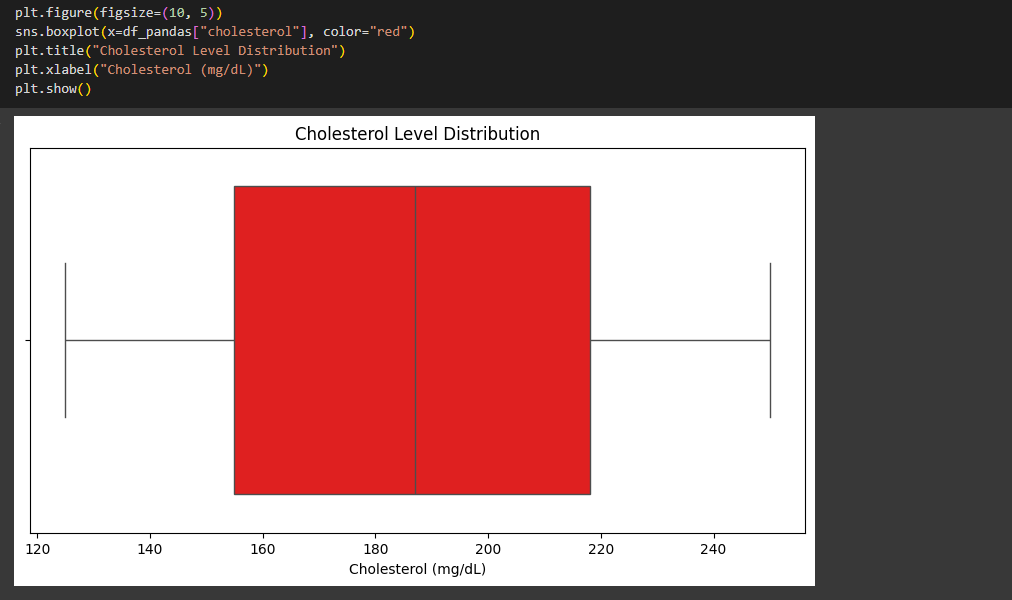 plt.figure(figsize=(10, 5))
sns.boxplot(x=df_pandas["cholesterol"], color="red")
plt.title("Cholesterol Level Distribution")
plt.xlabel("Cholesterol (mg/dL)")
plt.show()
Cholesterol Level Distribution
120 140 160 180 200 220 240
Cholesterol (mg/dL)